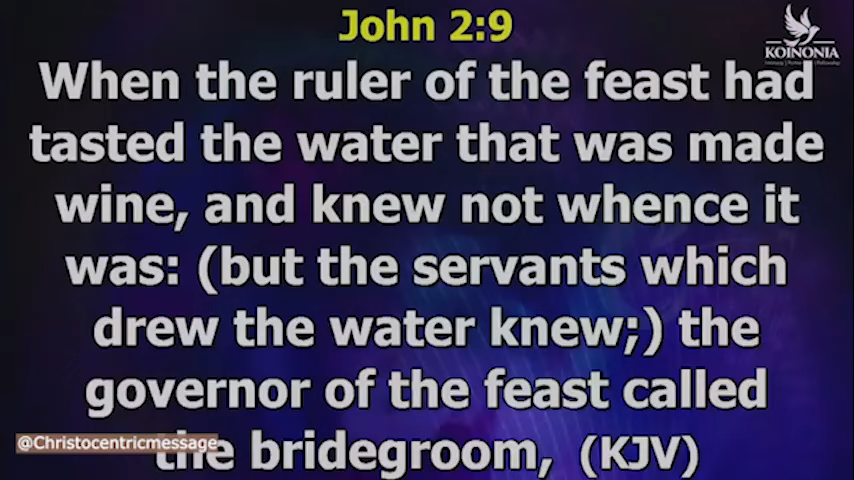 John 2:9
KOINONIA
When the ruler of the feast had
tasted the water that was made
wine, and knew not whence it
was: (but the servants which
drew the water knew;) the
governor of the feast called
@Christocentricmessage
the bridegroom, (KJV)